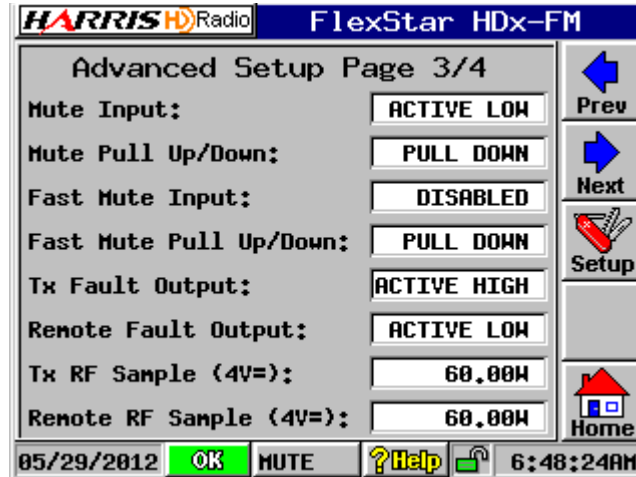 HARRIS HD Radio FlexStar HDx-FM
Advanced Setup Page 3/4
Prev
Mute Input: ACTIVE LOW
Mute Pull Up/Down: PULL DOWN
Next
Fast Mute Input: DISABLED
Fast Mute Pull Up/Down: PULL DOWN
Setup
Tx Fault Output: ACTIVE HIGH
Remote Fault Output: ACTIVE LOW
Tx RF Sample (4V=): 60.00W
Remote RF Sample (4V=): 60.00W
Home
05/29/2012 OK MUTE ?Help 6:48:24AM